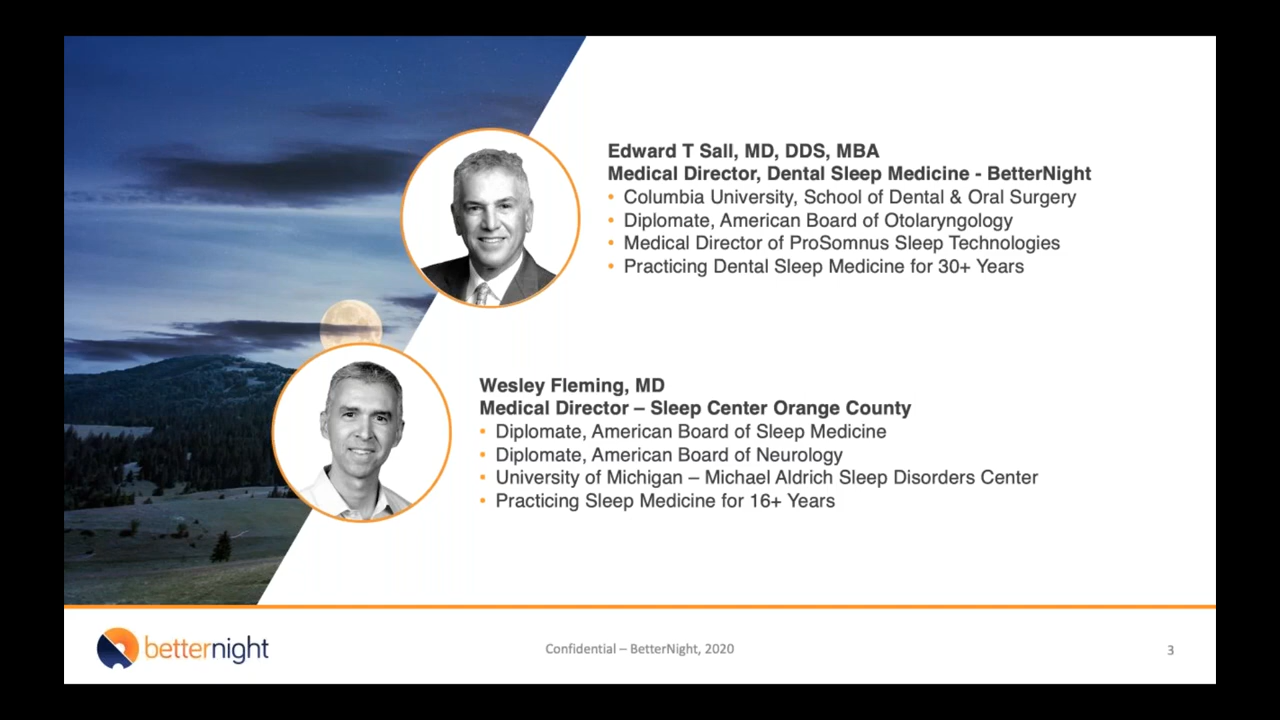 Edward T Sall, MD, DDS, MBA
Medical Director, Dental Sleep Medicine - BetterNight
• Columbia University, School of Dental & Oral Surgery
• Diplomate, American Board of Otolaryngology
• Medical Director of ProSomnus Sleep Technologies
• Practicing Dental Sleep Medicine for 30+ Years
Wesley Fleming, MD
Medical Director – Sleep Center Orange County
• Diplomate, American Board of Sleep Medicine
• Diplomate, American Board of Neurology
• University of Michigan – Michael Aldrich Sleep Disorders Center
• Practicing Sleep Medicine for 16+ Years
betternight
Confidential – BetterNight, 2020
3